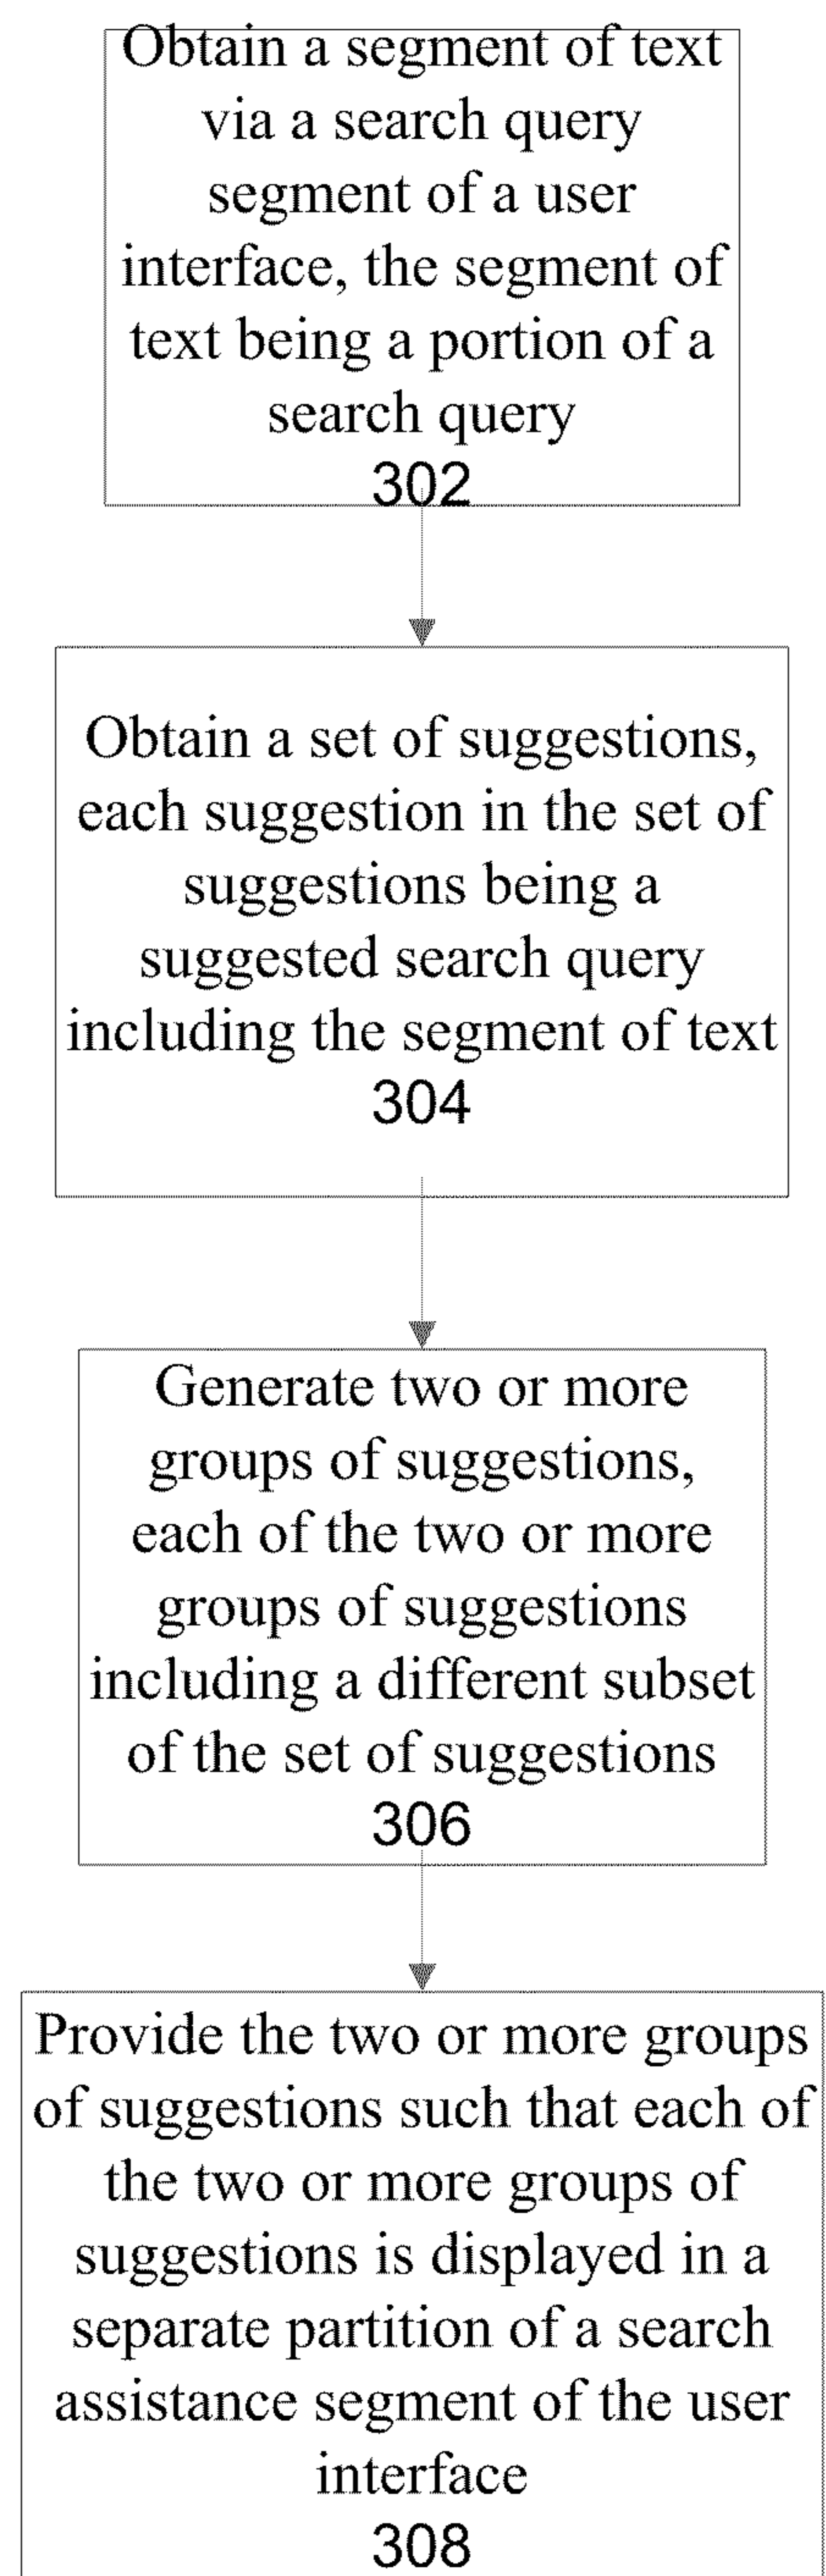 Obtain a segment of text
via a search query
segment of a user
interface, the segment of
text being a portion of a
search query
302
Obtain a set of suggestions,
each suggestion in the set of
suggestions being a
suggested search query
including the segment of text
304
Generate two or more
groups of suggestions,
each of the two or more
groups of suggestions
including a different subset
of the set of suggestions
306
Provide the two or more groups
of suggestions such that each of
the two or more groups of
suggestions is displayed in a
separate partition of a search
assistance segment of the user
interface
308